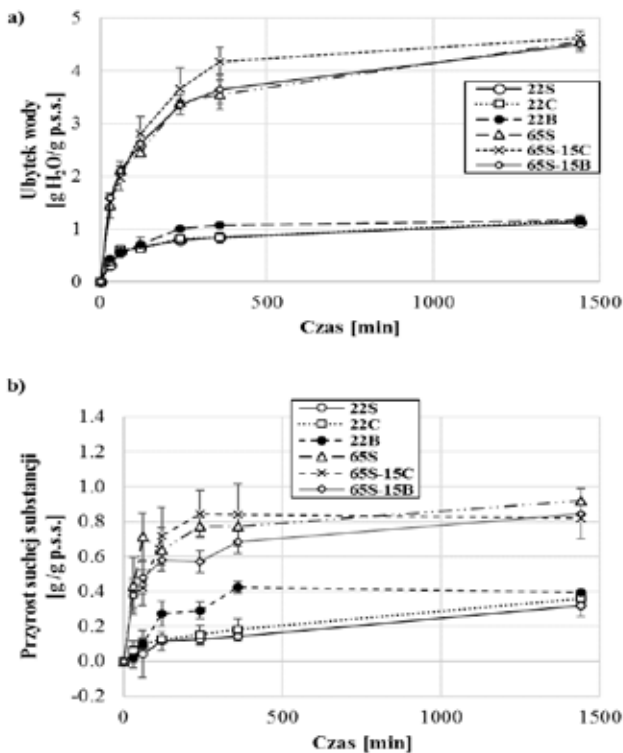 a)
Ubytek wody
[g H₂O/g p.s.s.]
5
4
3
2
1
0
22S
22C
22B
65S
65S-15C
65S-15B
0
500
1000
1500
Czas [min]
b)
Przyrost suchej substancji
[g/g p.s.s.]
1.4
1.2
1.0
0.8
0.6
0.4
0.2
0.0
-0.2
22S
22C
22B
65S
65S-15C
65S-15B
0
500
1000
1500
Czas [min]